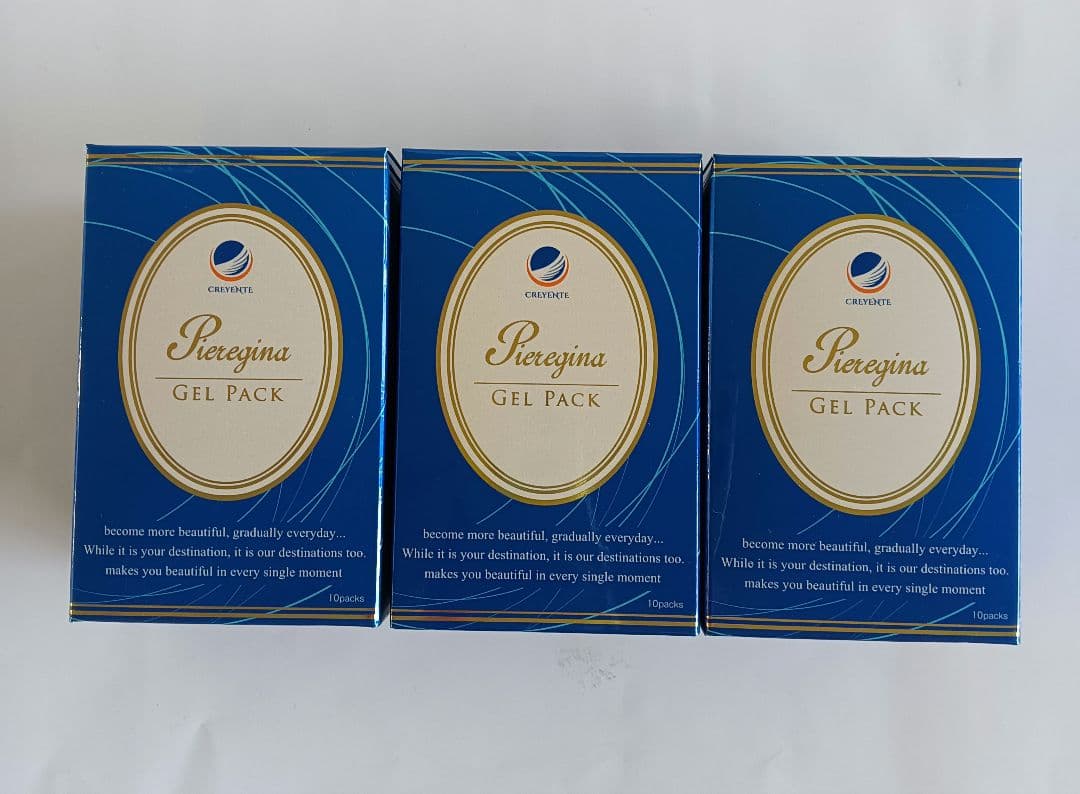 CREYENTE
Pieregina
GEL PACK
become more beautiful, gradually everyday...
While it is your destination, it is our destinations too.
makes you beautiful in every single moment
10packs
CREYENTE
Pieregina
GEL PACK
become more beautiful, gradually everyday...
While it is your destination, it is our destinations too.
makes you beautiful in every single moment
10packs
CREYENTE
Pieregina
GEL PACK
become more beautiful, gradually everyday...
While it is your destination, it is our destinations too.
makes you beautiful in every single moment
10packs